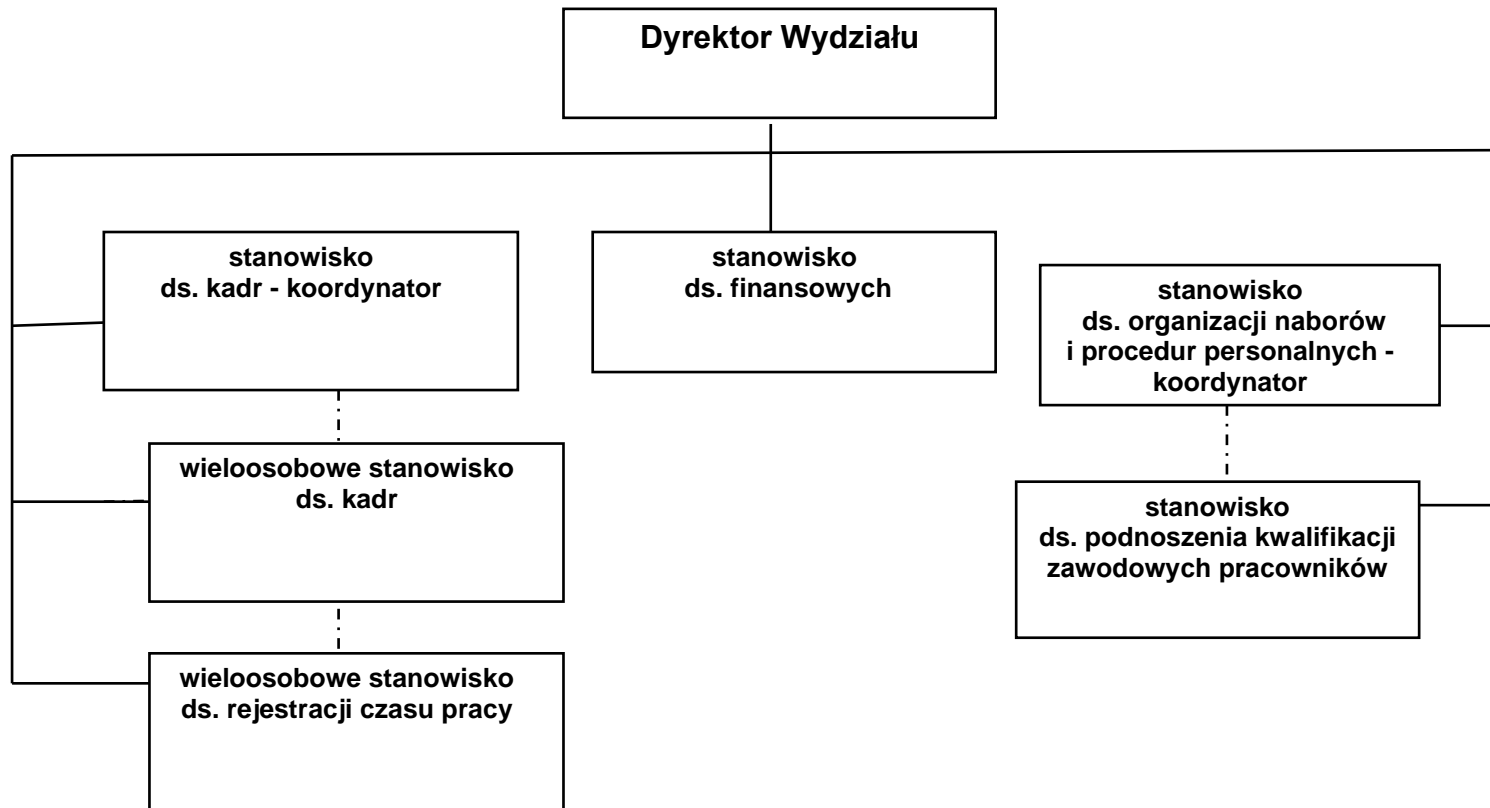 Dyrektor Wydziału
stanowisko
ds. kadr - koordynator
stanowisko
ds. finansowych
stanowisko
ds. organizacji naborów
i procedur personalnych -
koordynator
wieloosobowe stanowisko
ds. kadr
stanowisko
ds. podnoszenia kwalifikacji
zawodowych pracowników
wieloosobowe stanowisko
ds. rejestracji czasu pracy